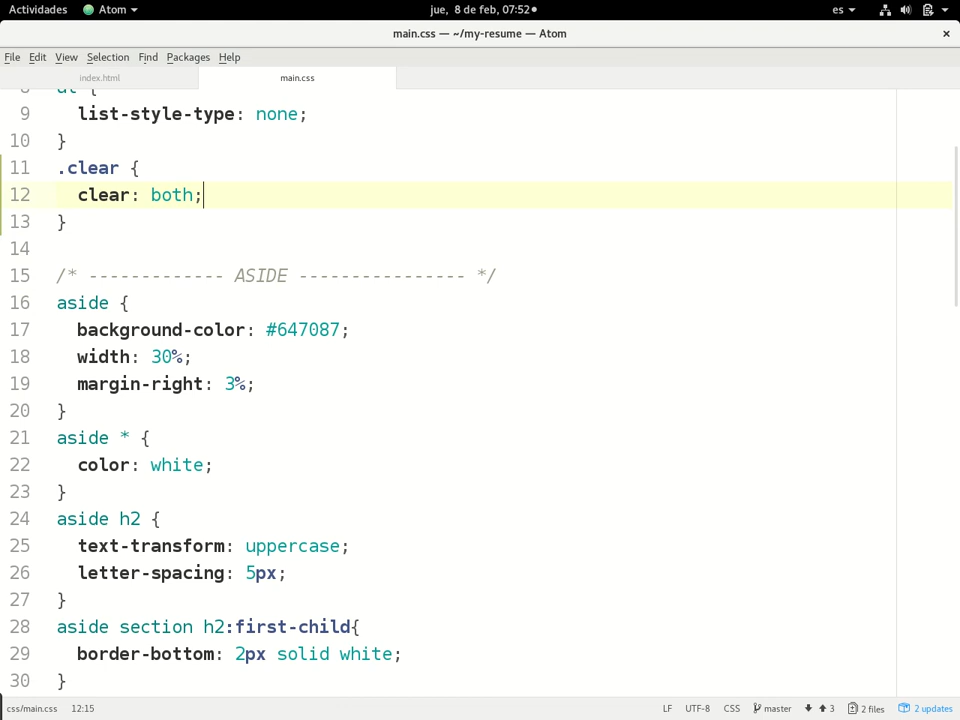 Actividades Atom jue, 8 de feb, 07:52 es
main.css — ~/my-resume — Atom ×
File Edit View Selection Find Packages Help
index.html main.css
8 dt {
9 list-style-type: none;
10 }
11 .clear {
12 clear: both;
13 }
14
15 /* ------------- ASIDE ---------------- */
16 aside {
17 background-color: #647087;
18 width: 30%;
19 margin-right: 3%;
20 }
21 aside * {
22 color: white;
23 }
24 aside h2 {
25 text-transform: uppercase;
26 letter-spacing: 5px;
27 }
28 aside section h2:first-child{
29 border-bottom: 2px solid white;
30 }
css/main.css 12:15 LF UTF-8 CSS master 3 2 files 2 updates